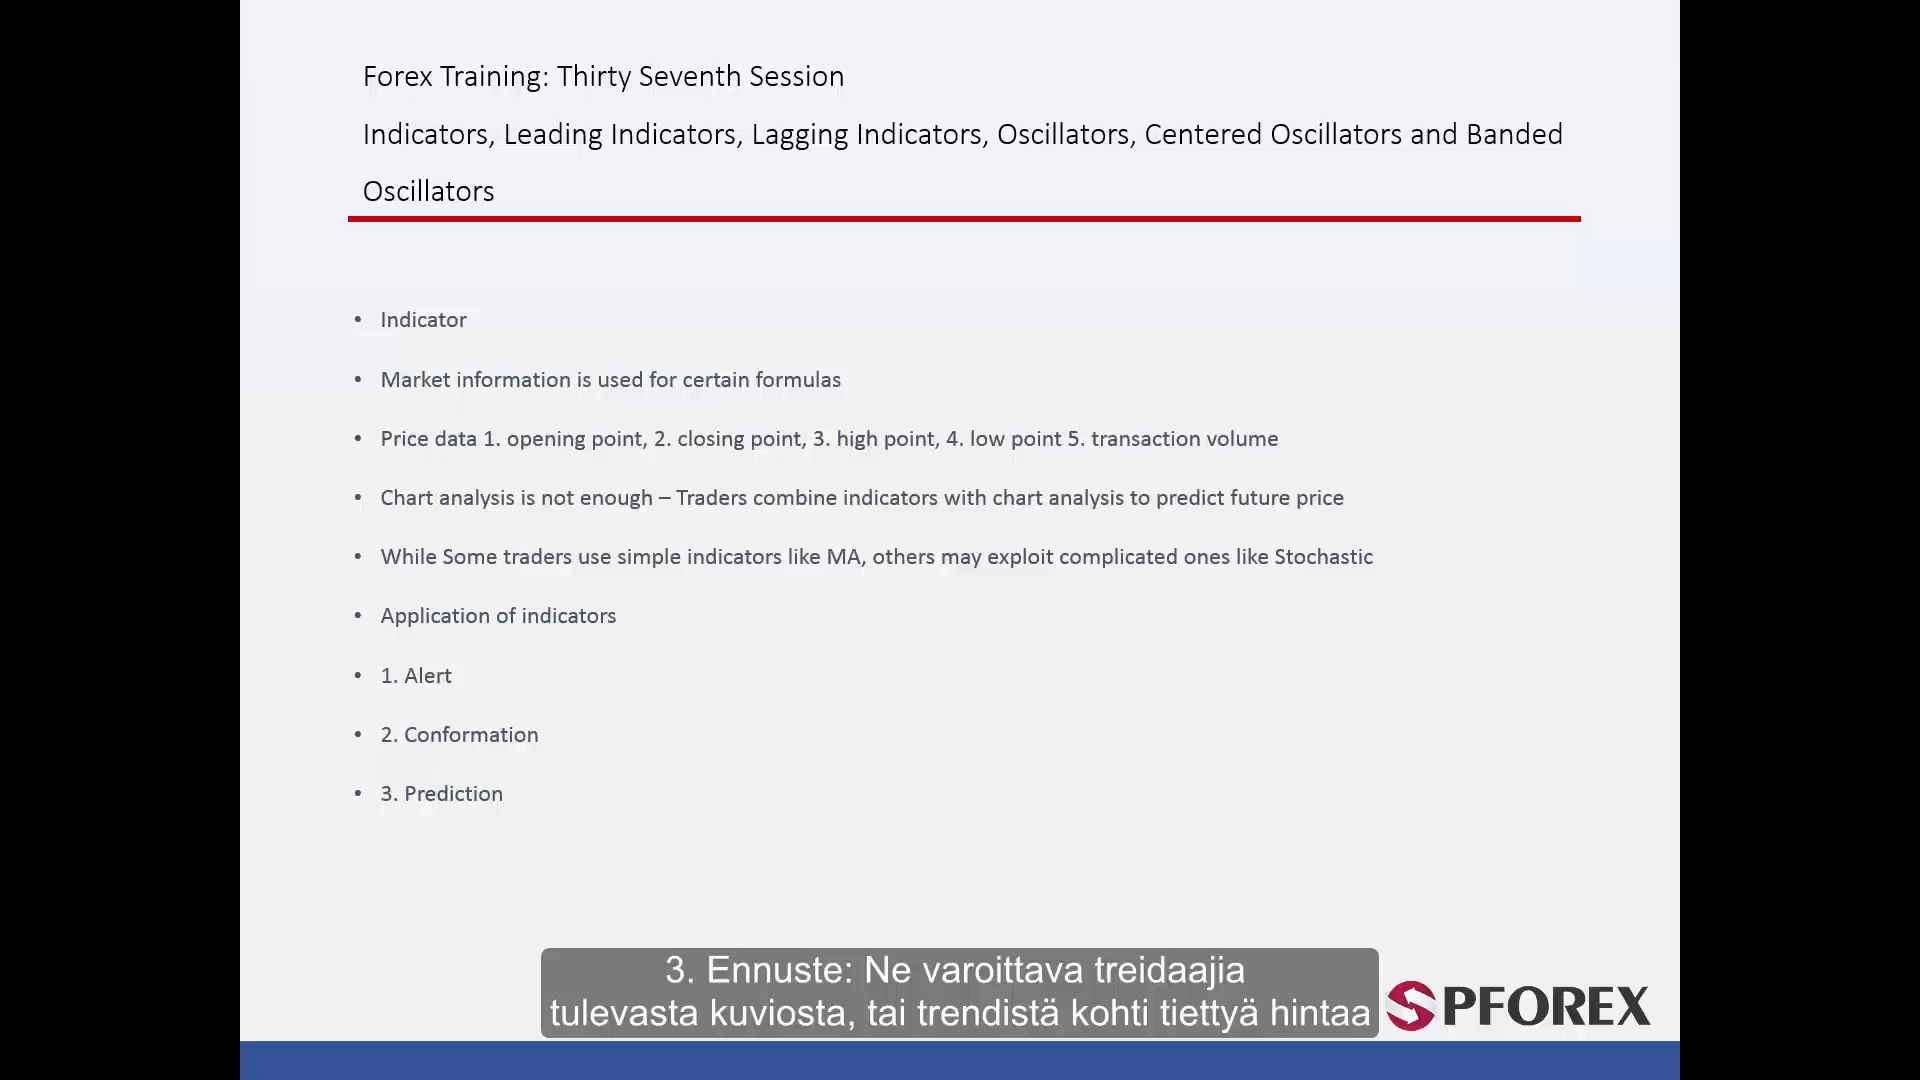 Forex Training: Thirty Seventh Session
Indicators, Leading Indicators, Lagging Indicators, Oscillators, Centered Oscillators and Banded
Oscillators
• Indicator
• Market information is used for certain formulas
• Price data 1. opening point, 2. closing point, 3. high point, 4. low point 5. transaction volume
• Chart analysis is not enough – Traders combine indicators with chart analysis to predict future price
• While Some traders use simple indicators like MA, others may exploit complicated ones like Stochastic
• Application of indicators
• 1. Alert
• 2. Conformation
• 3. Prediction
3. Ennuste: Ne varoittava treidaajia
tulevasta kuviosta, tai trendistä kohti tiettyä hintaa
PFOREX